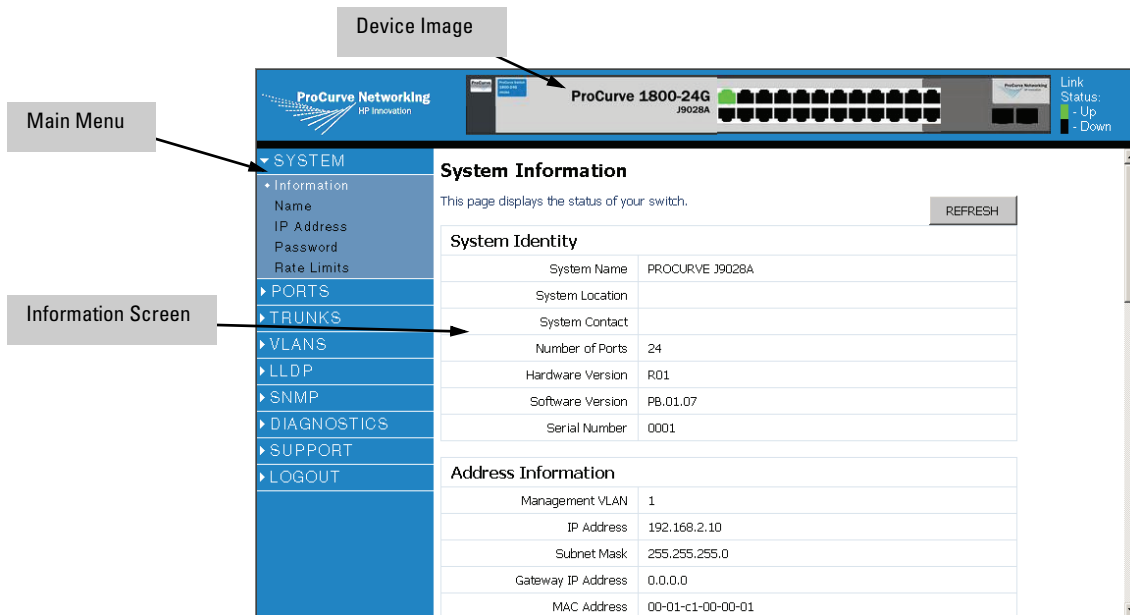 Device Image
Main Menu
Information Screen
ProCurve Networking
HP Innovation
ProCurve 1800-24G
J9028A
Link
Status:
- Up
- Down
SYSTEM
Information
Name
IP Address
Password
Rate Limits
PORTS
TRUNKS
VLANS
LLDP
SNMP
DIAGNOSTICS
SUPPORT
LOGOUT
System Information
This page displays the status of your switch.
REFRESH
System Identity
System Name PROCURVE J9028A
System Location
System Contact
Number of Ports 24
Hardware Version R01
Software Version PB.01.07
Serial Number 0001
Address Information
Management VLAN 1
IP Address 192.168.2.10
Subnet Mask 255.255.255.0
Gateway IP Address 0.0.0.0
MAC Address 00-01-c1-00-00-01